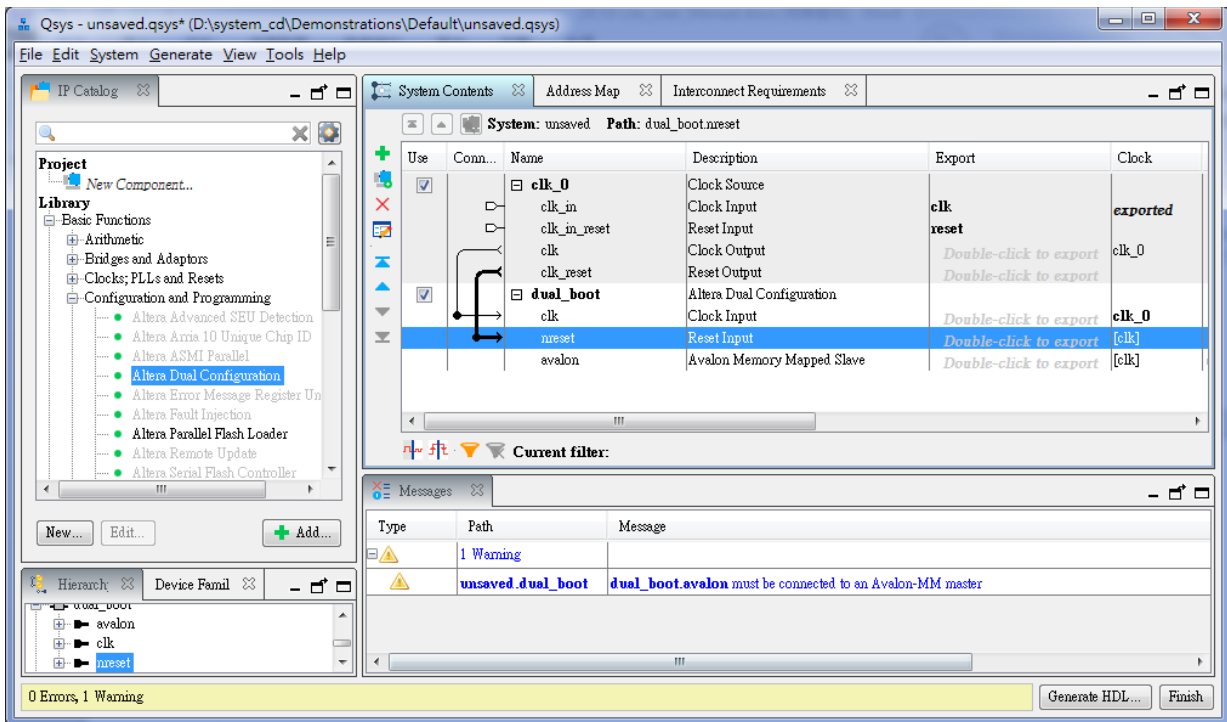 Qsys - unsaved.qsys* (D:\system_cd\Demonstrations\Default\unsaved.qsys)
File Edit System Generate View Tools Help
IP Catalog
Project
New Component...
Library
Basic Functions
Arithmetic
Bridges and Adaptors
Clocks; PLLs and Resets
Configuration and Programming
Altera Advanced SEU Detection
Altera Arria 10 Unique Chip ID
Altera ASMI Parallel
Altera Dual Configuration
Altera Error Message Register Un
Altera Fault Injection
Altera Parallel Flash Loader
Altera Remote Update
Altera Serial Flash Controller
New... Edit... Add...
Hierarch Device Famil
dual_boot
avalon
clk
nreset
System Contents Address Map Interconnect Requirements
System: unsaved Path: dual_boot.nreset
Use Conn... Name Description Export Clock
clk_0 Clock Source
clk_in Clock Input clk exported
clk_in_reset Reset Input reset
clk Clock Output Double-click to export clk_0
clk_reset Reset Output Double-click to export
dual_boot Altera Dual Configuration
clk Clock Input Double-click to export clk_0
nreset Reset Input Double-click to export [clk]
avalon Avalon Memory Mapped Slave Double-click to export [clk]
Current filter:
Messages
Type Path Message
1 Warning
unsaved.dual_boot dual_boot.avalon must be connected to an Avalon-MM master
0 Errors, 1 Warning
Generate HDL... Finish